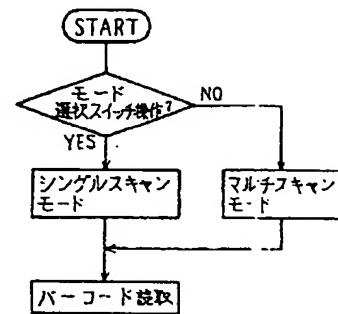 START
モード
選択スイッチ操作?
NO
YES
シングルスキャン
モード
マルチスキャン
モード
バーコード読取